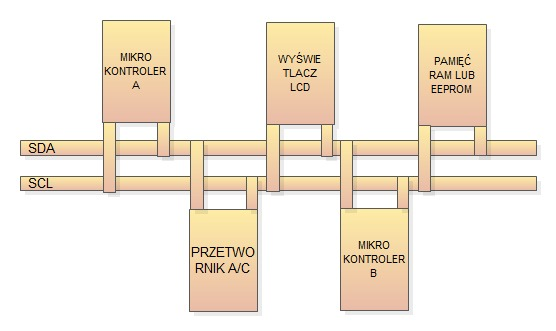 MIKRO
KONTROLER
A
WYŚWIE
TLACZ
LCD
PAMIĘĆ
RAM LUB
EEPROM
SDA
SCL
PRZETWO
RNIK A/C
MIKRO
KONTROLER
B